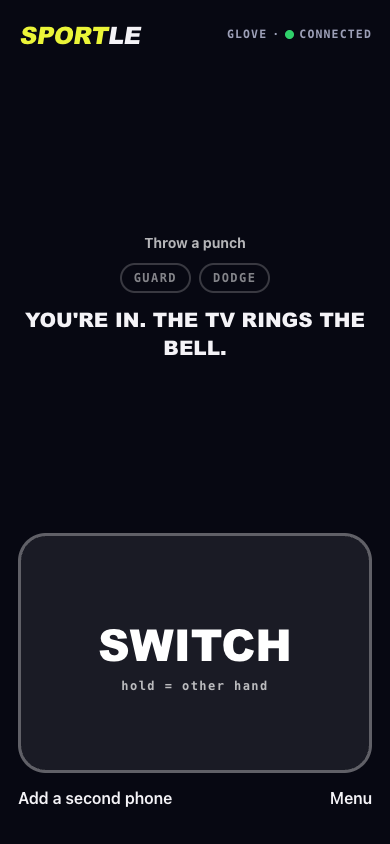 SPORTLE
GLOVE · CONNECTED
Throw a punch
GUARD DODGE
YOU'RE IN. THE TV RINGS THE
BELL.
SWITCH
hold = other hand
Add a second phone Menu